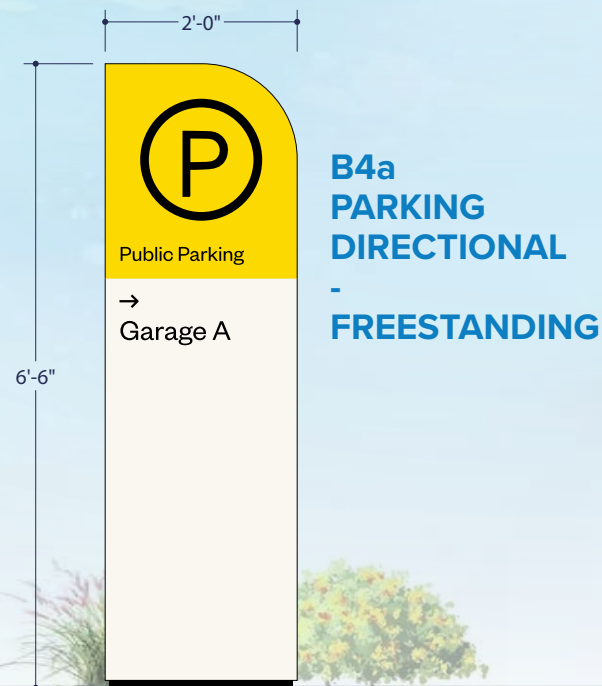 2'-0"
P
Public Parking
→
Garage A
6'-6"
B4a
PARKING
DIRECTIONAL
-
FREESTANDING